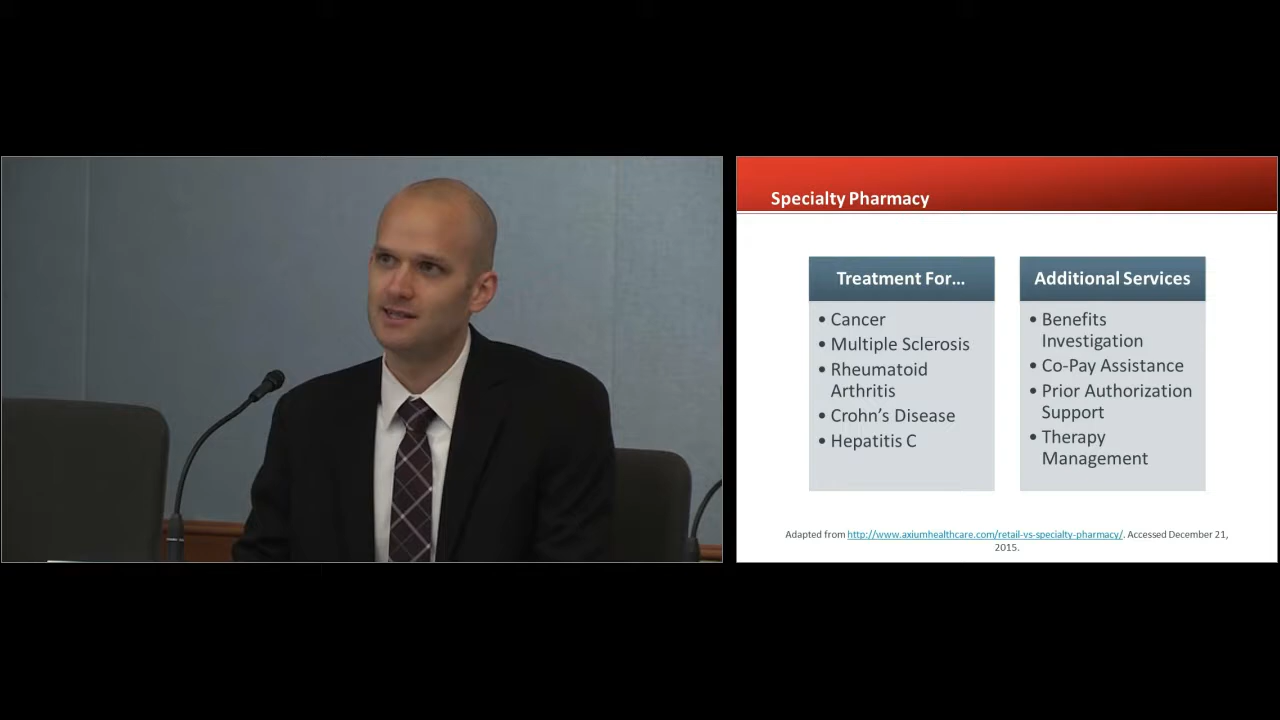 Specialty Pharmacy
Treatment For...
• Cancer
• Multiple Sclerosis
• Rheumatoid
Arthritis
• Crohn’s Disease
• Hepatitis C
Additional Services
• Benefits
Investigation
• Co-Pay Assistance
• Prior Authorization
Support
• Therapy
Management
Adapted from http://www.axiumhealthcare.com/retail-vs-specialty-pharmacy/. Accessed December 21,
2015.